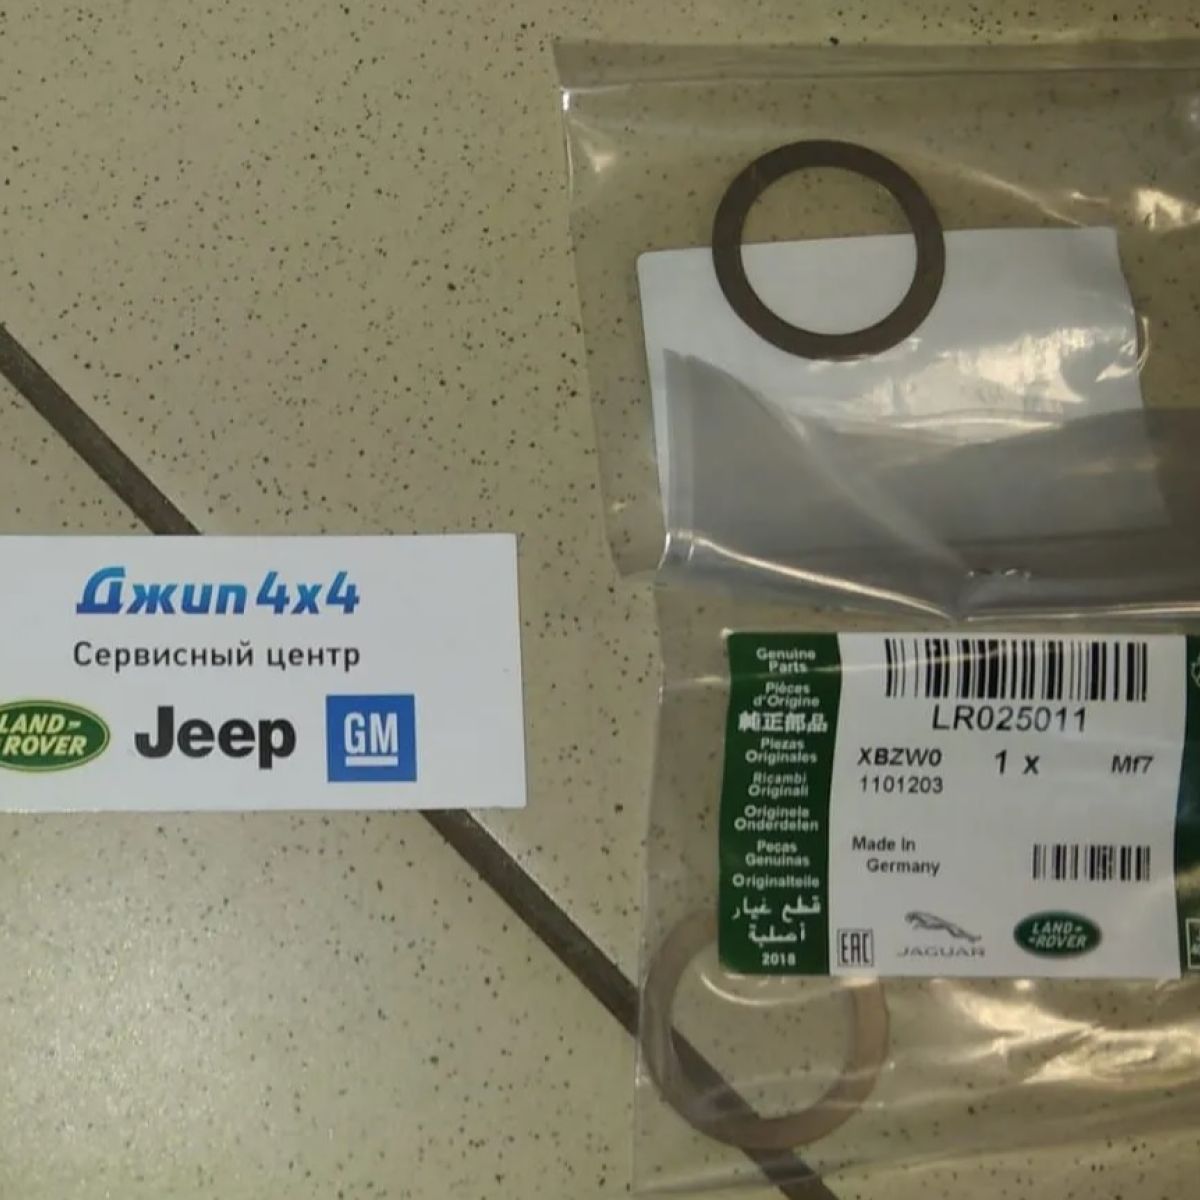 Джип 4x4
Сервисный центр
LAND-
ROVER
Jeep
GM
Genuine
Parts
Pièces
d'Origine
純正部品
Piezas
Originales
Ricambi
Originali
Originele
Onderdelen
Peças
Genuinas
Originalteile
قطع غيار
أصلية
2018
LR025011
XBZW0
1 x
Mf7
1101203
Made In
Germany
EAC
JAGUAR
LAND-
-ROVER